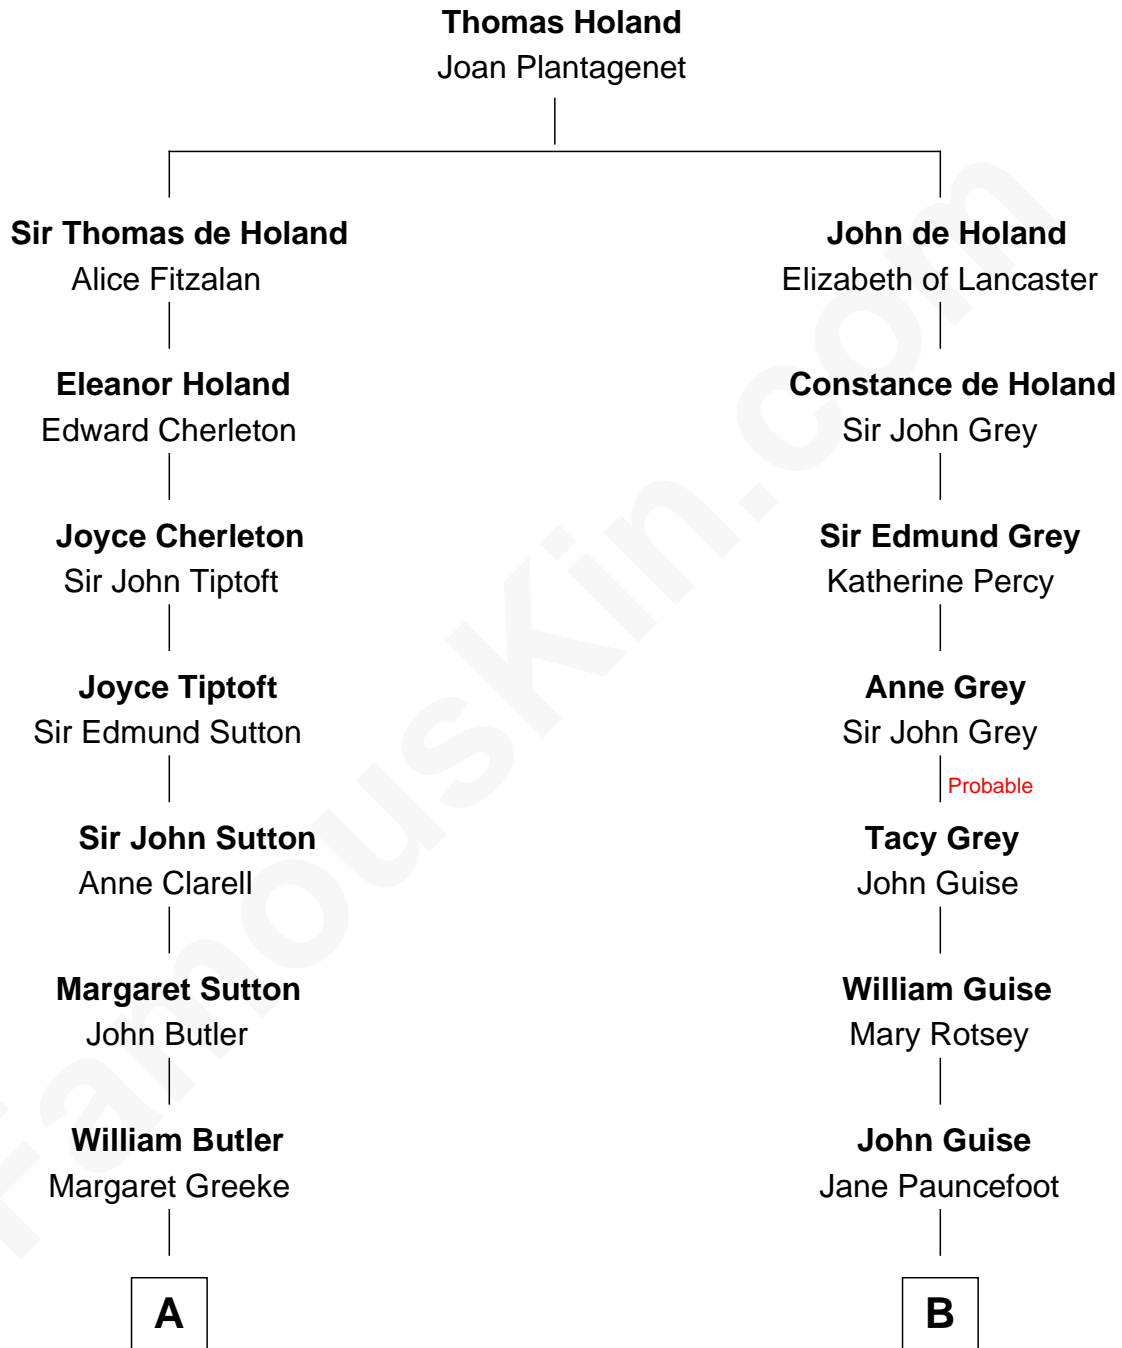 Thomas Holand
Joan Plantagenet
Sir Thomas de Holand
Alice Fitzalan
John de Holand
Elizabeth of Lancaster
Eleanor Holand
Edward Cherleton
Constance de Holand
Sir John Grey
Joyce Cherleton
Sir John Tiptoft
Sir Edmund Grey
Katherine Percy
Joyce Tiptoft
Sir Edmund Sutton
Anne Grey
Sir John Grey
Probable
Sir John Sutton
Anne Clarell
Tacy Grey
John Guise
Margaret Sutton
John Butler
William Guise
Mary Rotsey
William Butler
Margaret Greeke
John Guise
Jane Pauncefoot
A
B
FamousKin.com